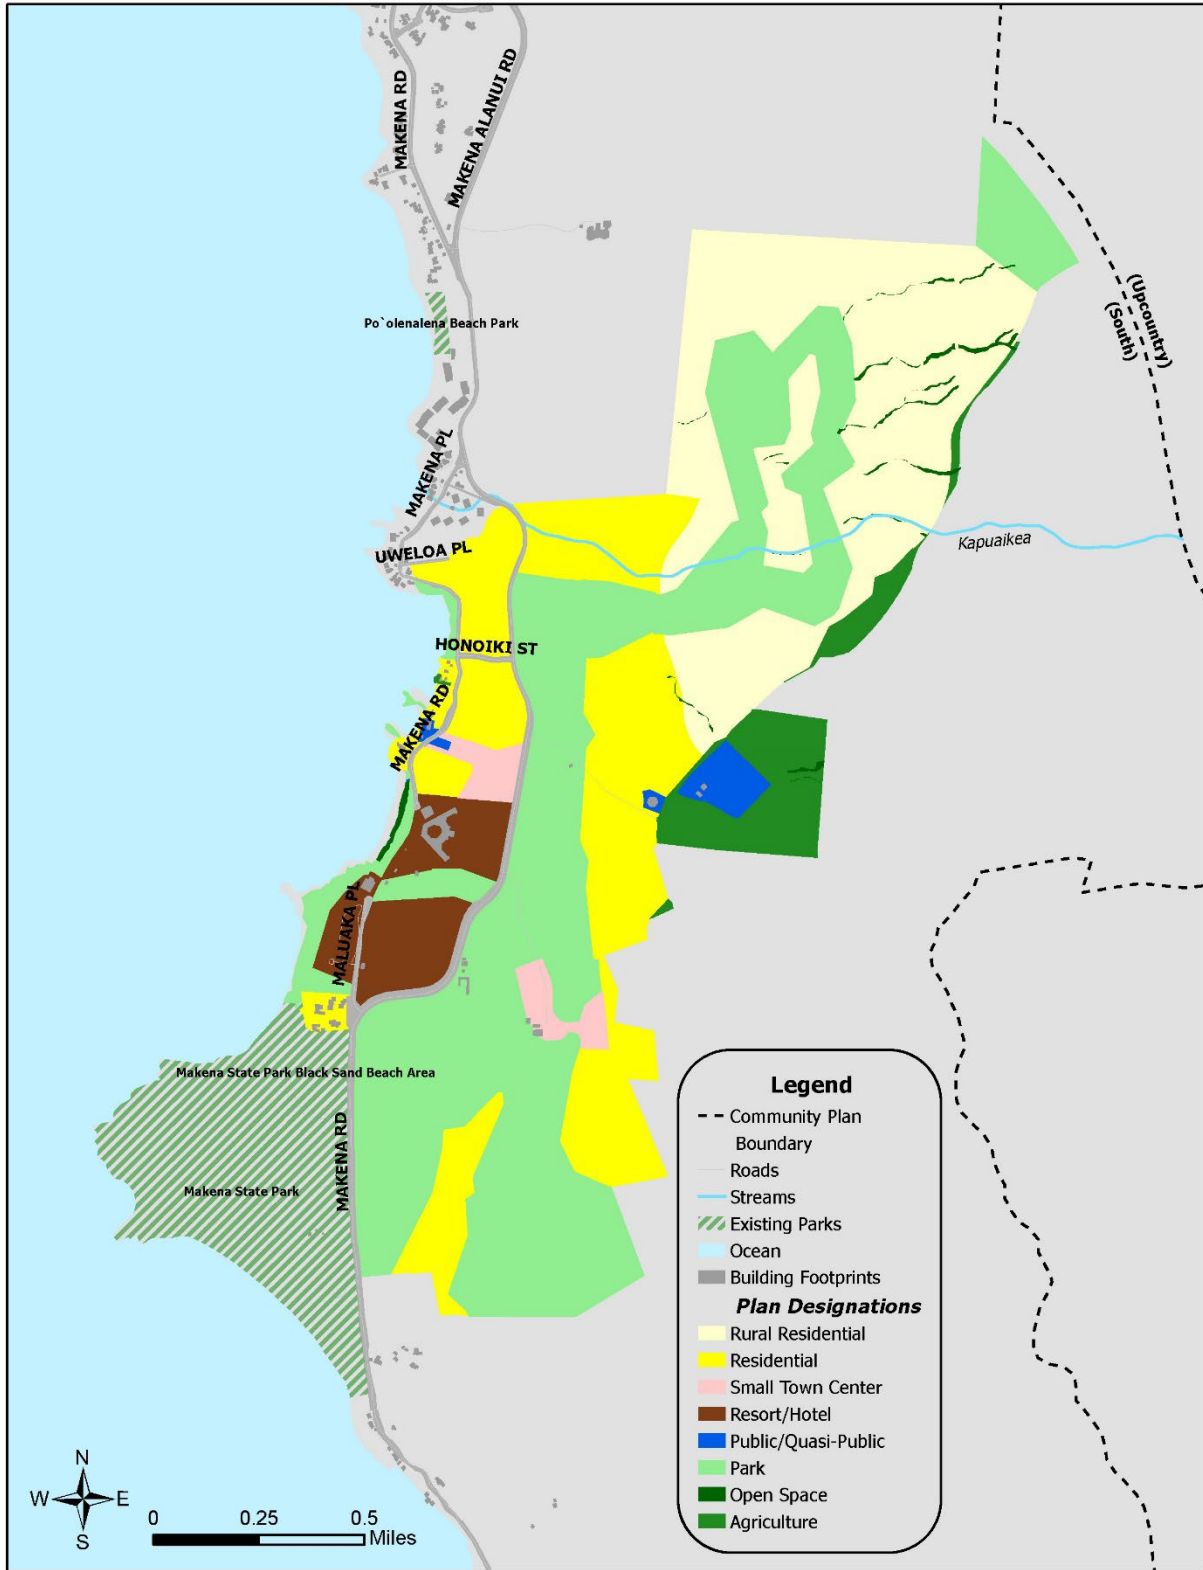 MAKENA RD
MAKENA ALANUI RD
(Upcountry)
(South)
Po`olenalena Beach Park
MAKENA PL
UWELOA PL
Kapuaikea
HONOIKI ST
MAKENA RD
MALUAKA PL
Makena State Park Black Sand Beach Area
MAKENA RD
Makena State Park
Legend
Community Plan
Boundary
Roads
Streams
Existing Parks
Ocean
Building Footprints
Plan Designations
Rural Residential
Residential
Small Town Center
Resort/Hotel
Public/Quasi-Public
Park
Open Space
Agriculture
N
W E
S
0 0.25 0.5
Miles